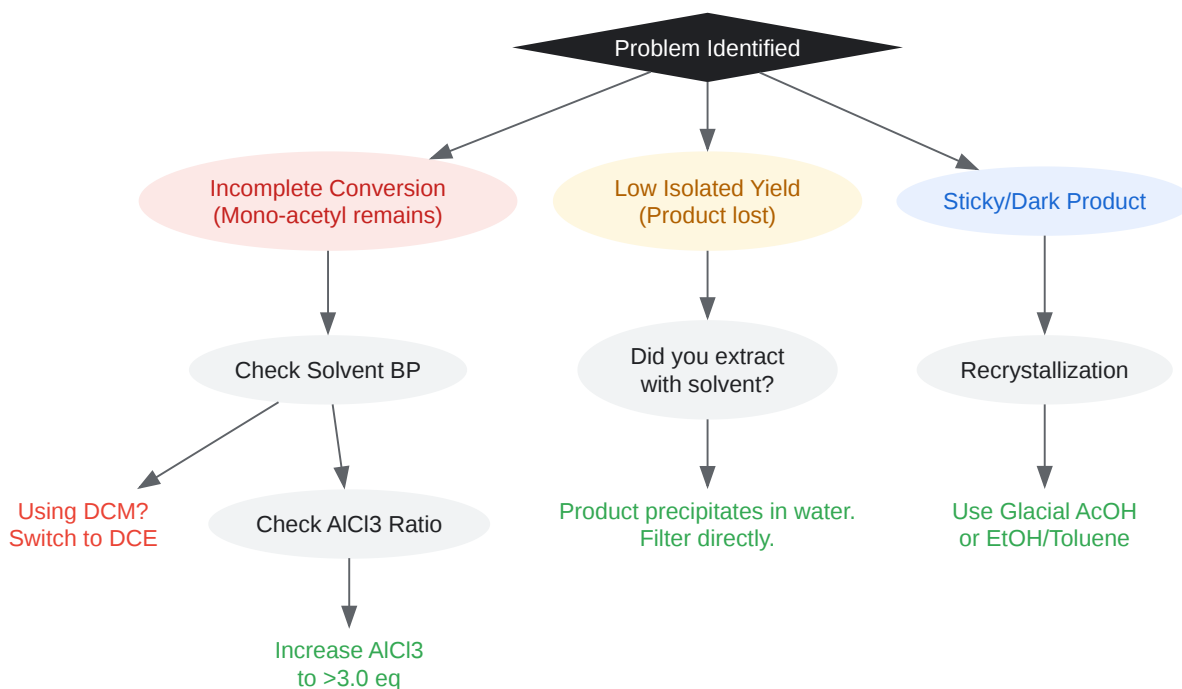 Problem Identified
Incomplete Conversion
(Mono-acetyl remains)
Low Isolated Yield
(Product lost)
Sticky/Dark Product
Check Solvent BP
Did you extract
with solvent?
Recrystallization
Using DCM?
Switch to DCE
Check AlCl3 Ratio
Product precipitates in water.
Filter directly.
Use Glacial AcOH
or EtOH/Toluene
Increase AlCl3
to >3.0 eq